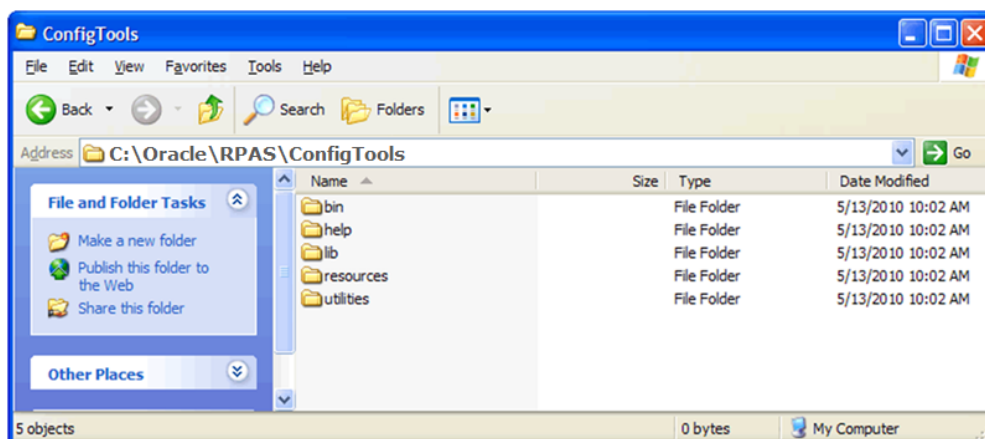 ConfigTools
File Edit View Favorites Tools Help
Back Search Folders
Address C:\Oracle\RPAS\ConfigTools Go
File and Folder Tasks
Make a new folder
Publish this folder to
the Web
Share this folder
Other Places
Name Size Type Date Modified
bin File Folder 5/13/2010 10:02 AM
help File Folder 5/13/2010 10:02 AM
lib File Folder 5/13/2010 10:02 AM
resources File Folder 5/13/2010 10:02 AM
utilities File Folder 5/13/2010 10:02 AM
5 objects 0 bytes My Computer